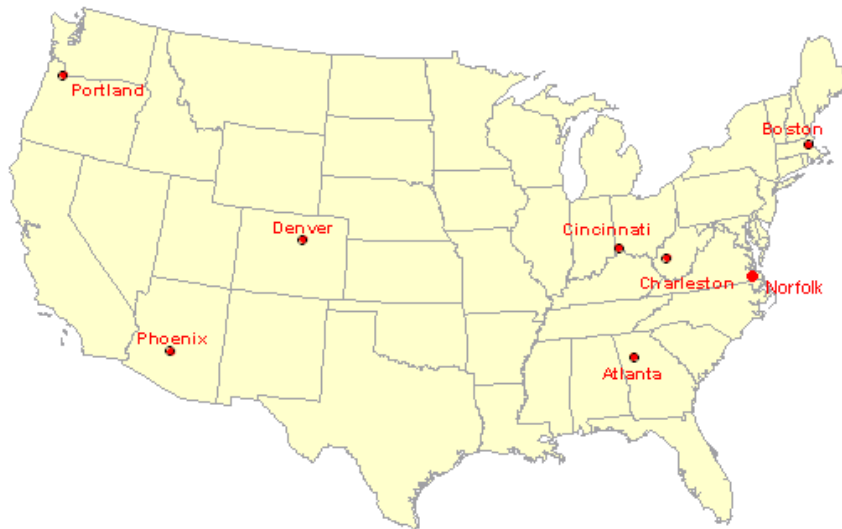 Portland
Boston
Denver
Cincinnati
Charleston
Norfolk
Phoenix
Atlanta